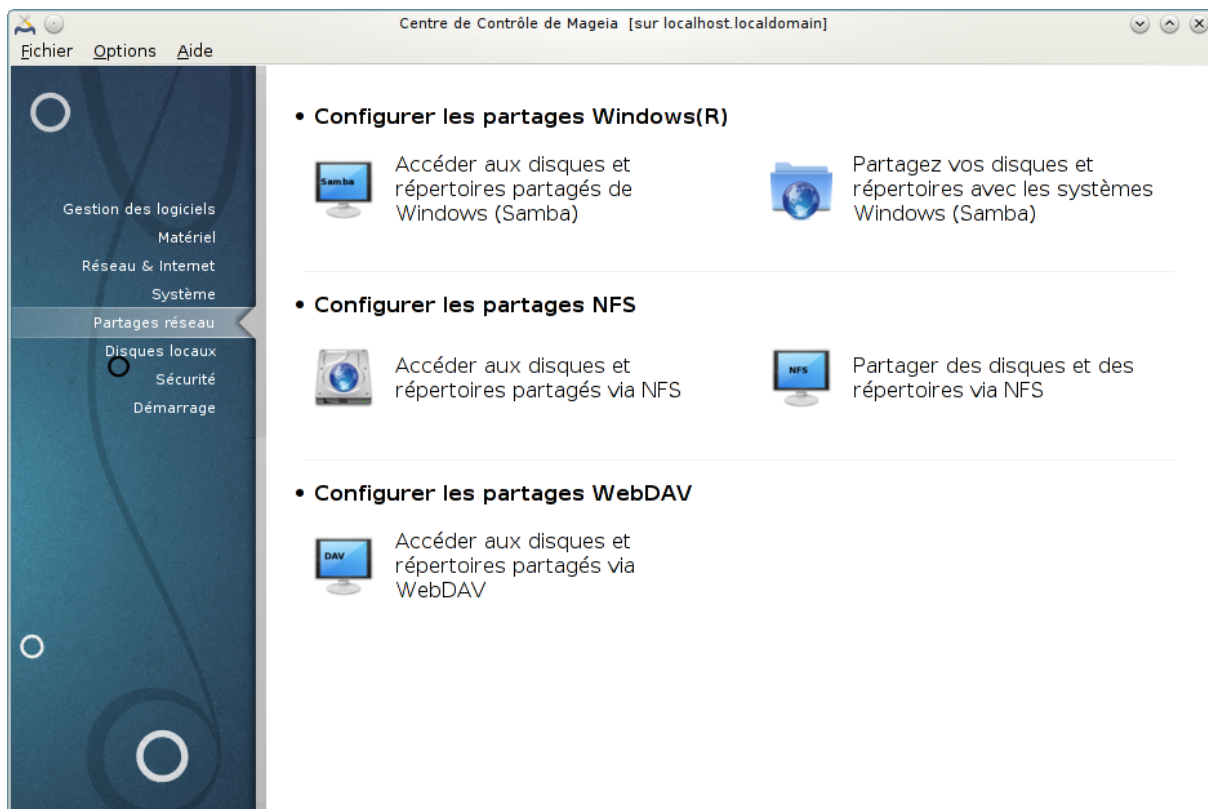 Centre de Contrôle de Mageia [sur localhost.localdomain]
Fichier Options Aide
Gestion des logiciels
Matériel
Réseau & Internet
Système
Partages réseau
Disques locaux
Sécurité
Démarrage
• Configurer les partages Windows(R)
Samba
Accéder aux disques et
répertoires partagés de
Windows (Samba)
Partagez vos disques et
répertoires avec les systèmes
Windows (Samba)
• Configurer les partages NFS
Accéder aux disques et
répertoires partagés via NFS
NFS
Partager des disques et des
répertoires via NFS
• Configurer les partages WebDAV
DAV
Accéder aux disques et
répertoires partagés via
WebDAV